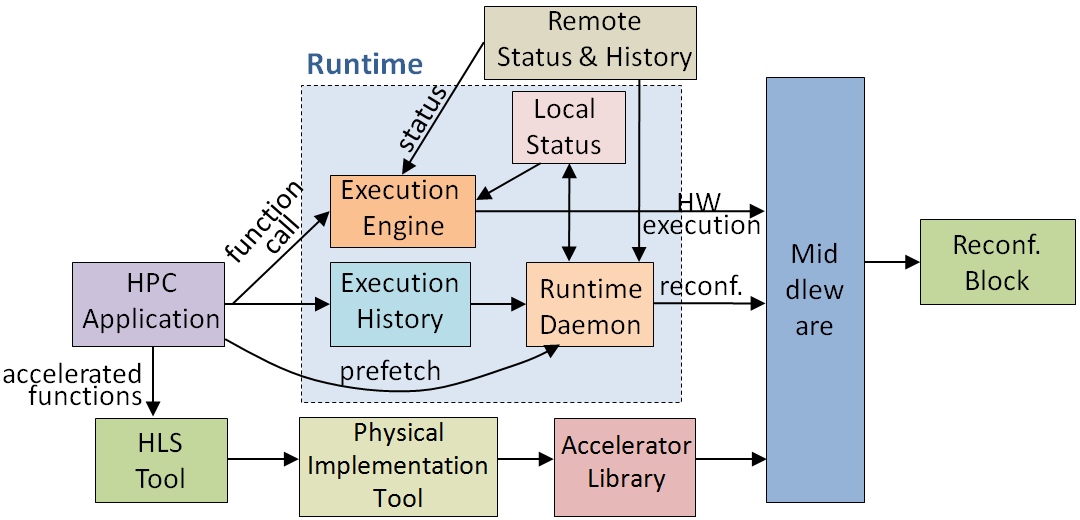 Remote
Status & History
Runtime
status
Local
Status
function
call
Execution
Engine
HW
execution
Mid
dlew
are
Reconf.
Block
HPC
Application
Execution
History
Runtime
Daemon
reconf.
prefetch
accelerated
functions
HLS
Tool
Physical
Implementation
Tool
Accelerator
Library